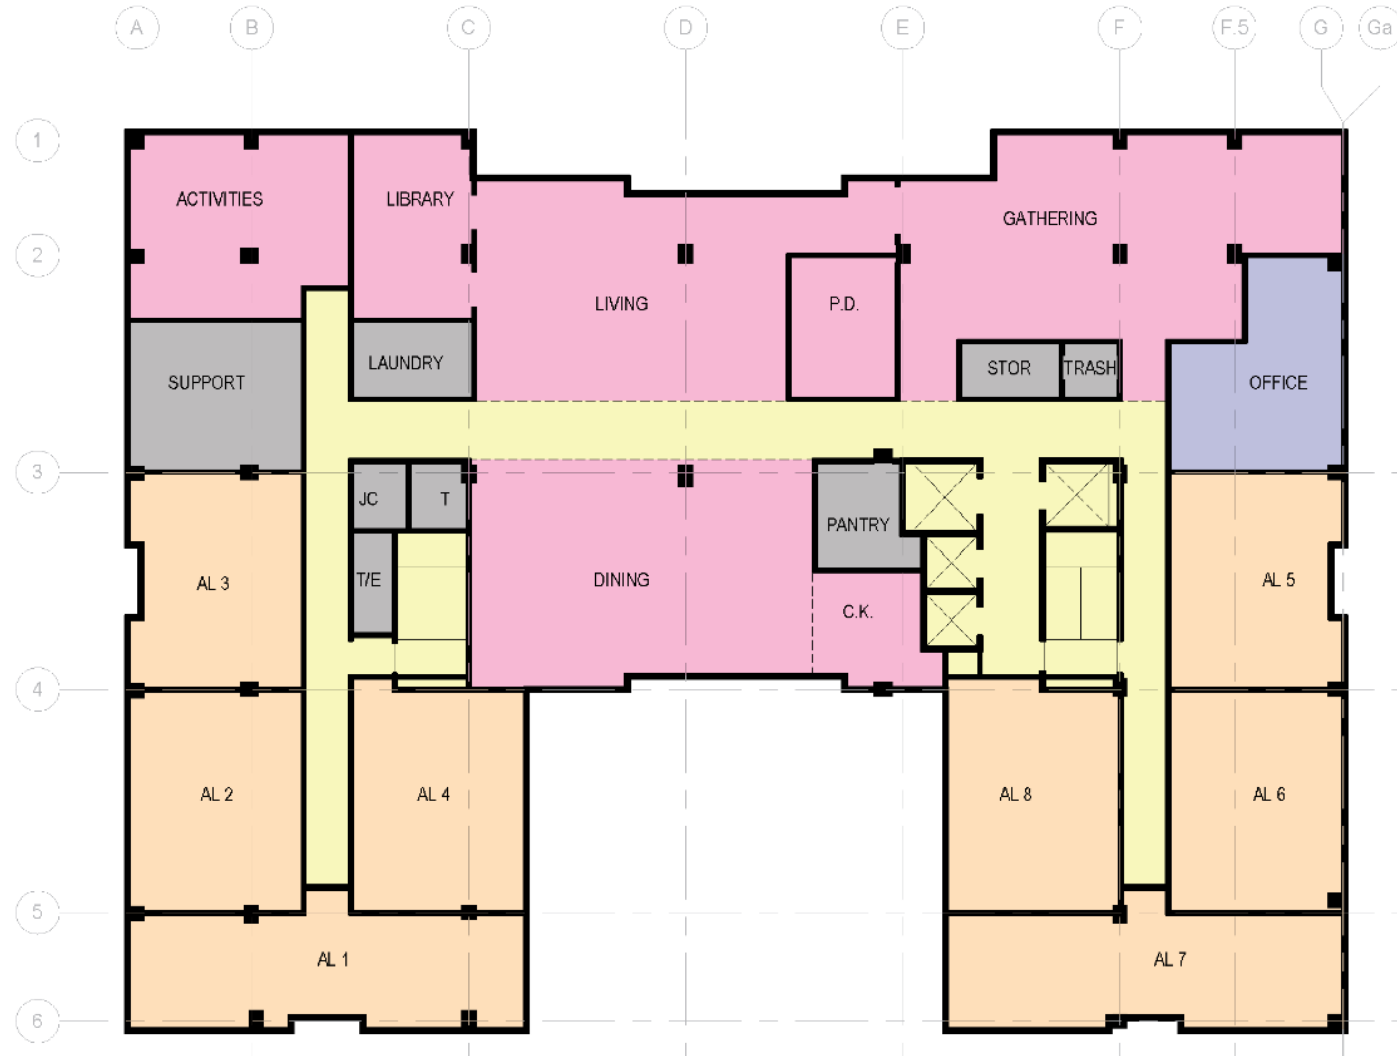 A B C D E F F.5 G Ga
1
ACTIVITIES LIBRARY
GATHERING
2
LIVING P.D.
LAUNDRY STOR TRASH
SUPPORT OFFICE
3
JC T
PANTRY
T/E DINING AL 5
AL 3
C.K.
4
AL 2 AL 4 AL 8 AL 6
5
AL 1 AL 7
6